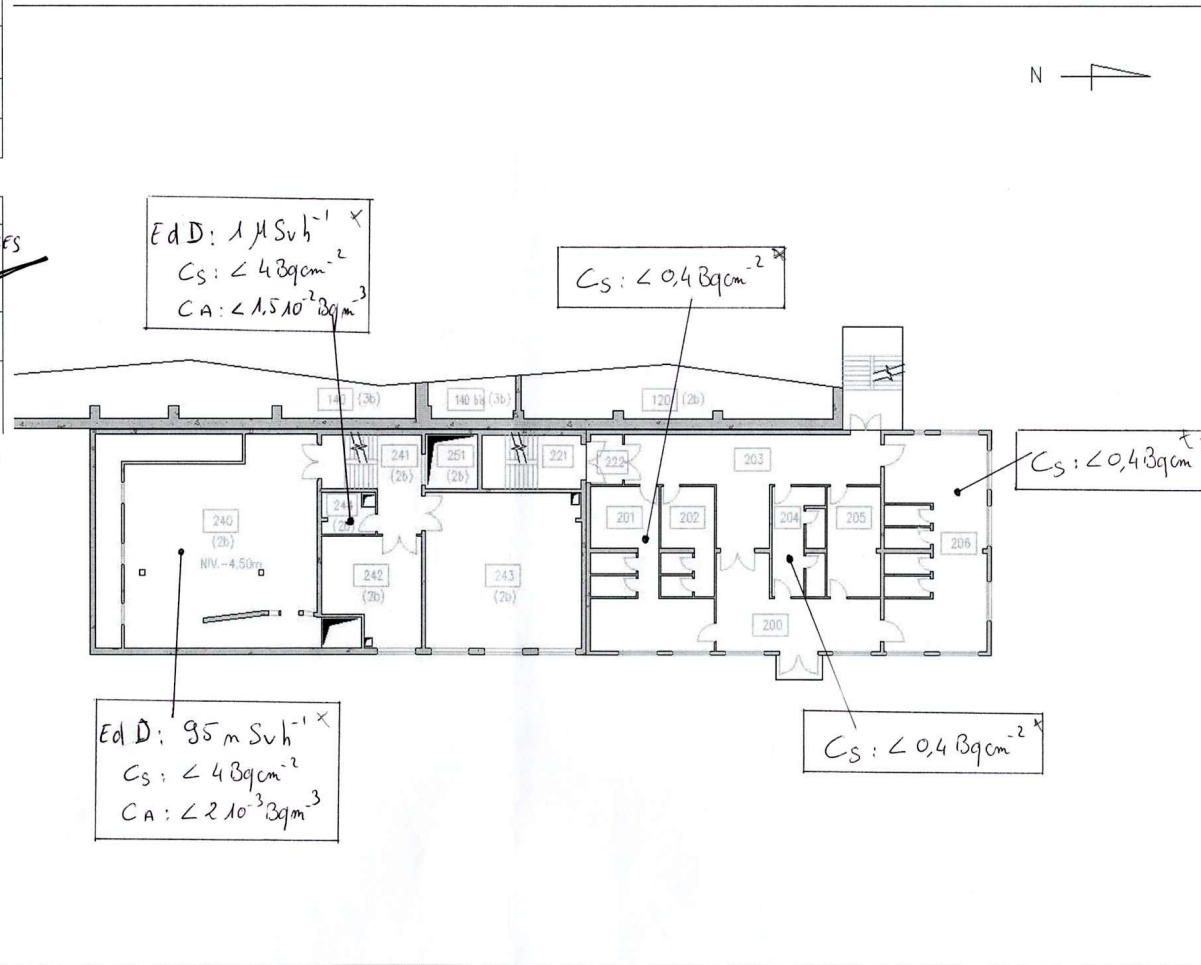 N
ES
EdD: 1 μSvh⁻¹ *
Cs: < 4 Bqcm⁻²
CA: < 1,5 10⁻² Bqm⁻³
Cs: < 0,4 Bqcm⁻² *
140 (3b)
140 bis (3b)
120 (2b)
241
(2b)
251
(2b)
221
222
203
Cs: < 0,4 Bqcm
240
(2b)
NIV.-4,50m
201
202
204
205
206
242
(2b)
243
(2b)
200
EdD: 95 nSvh⁻¹ *
Cs: < 4 Bqcm⁻²
CA: < 2 10⁻³ Bqm⁻³
Cs: < 0,4 Bqcm⁻² *